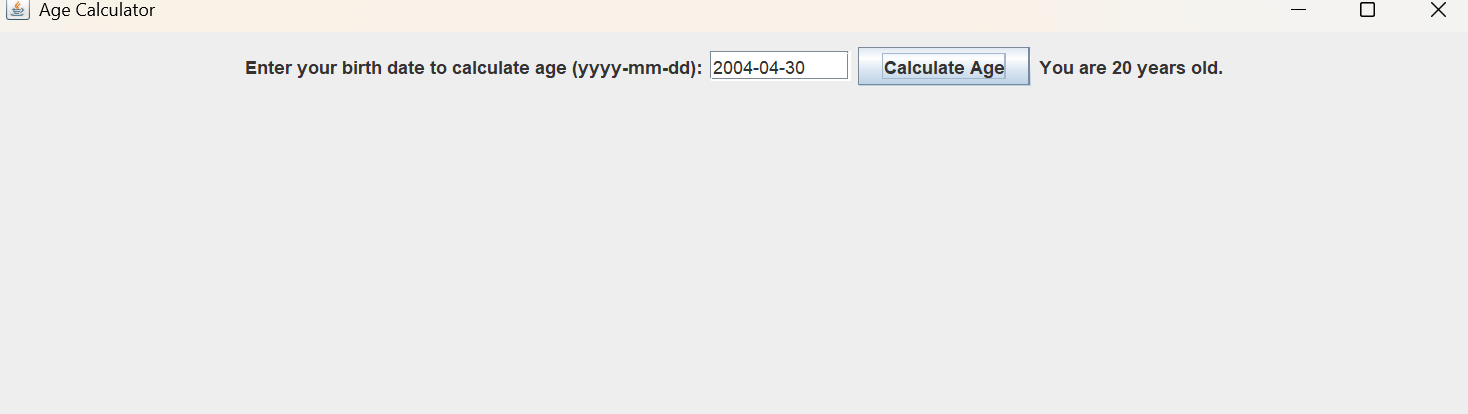 Age Calculator
Enter your birth date to calculate age (yyyy-mm-dd): 2004-04-30 Calculate Age You are 20 years old.